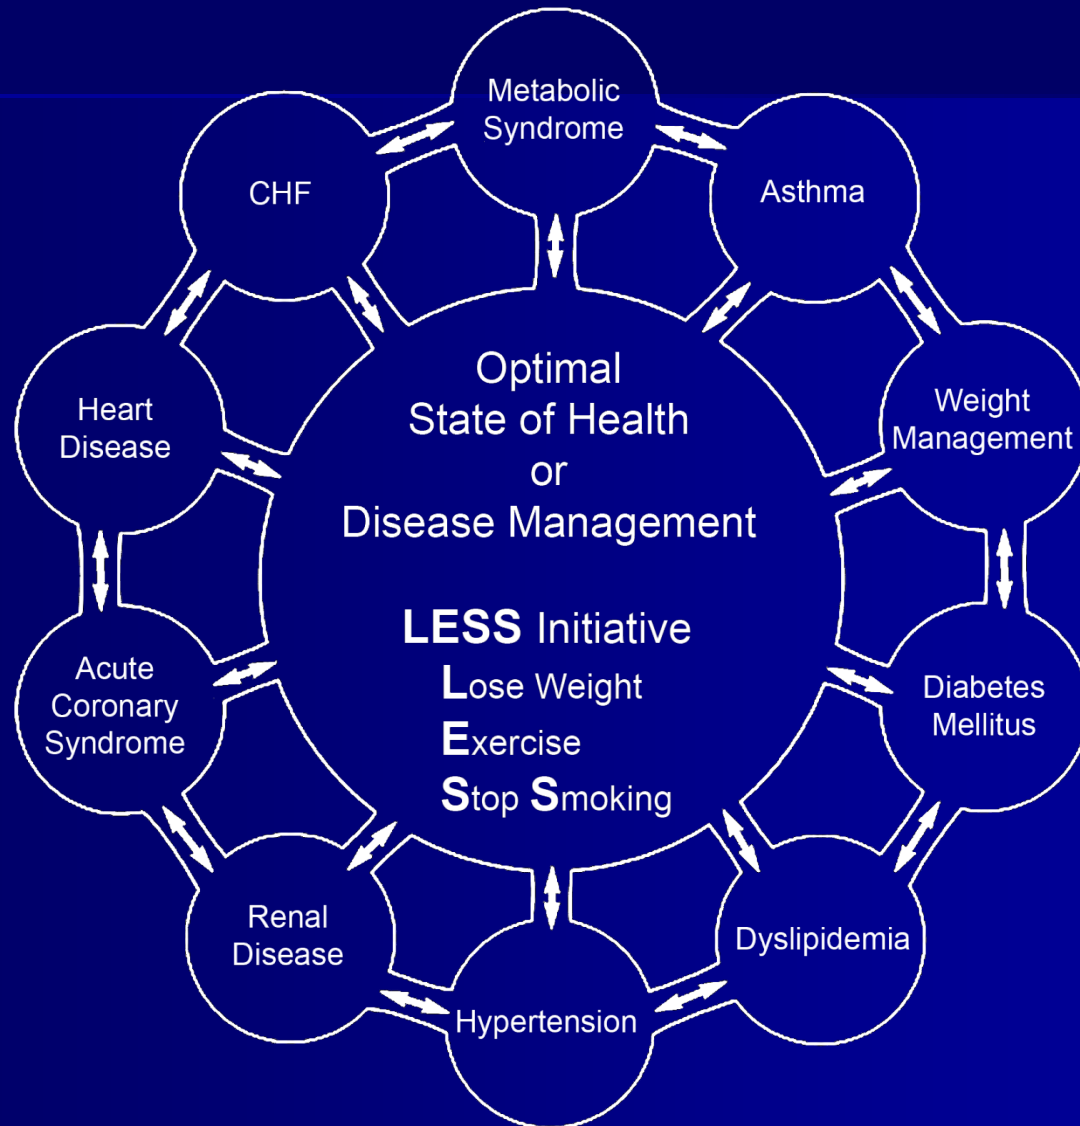 Metabolic
Syndrome
CHF
Asthma
Heart
Disease
Weight
Management
Optimal
State of Health
or
Disease Management
LESS Initiative
Lose Weight
Exercise
Stop Smoking
Acute
Coronary
Syndrome
Diabetes
Mellitus
Renal
Disease
Dyslipidemia
Hypertension